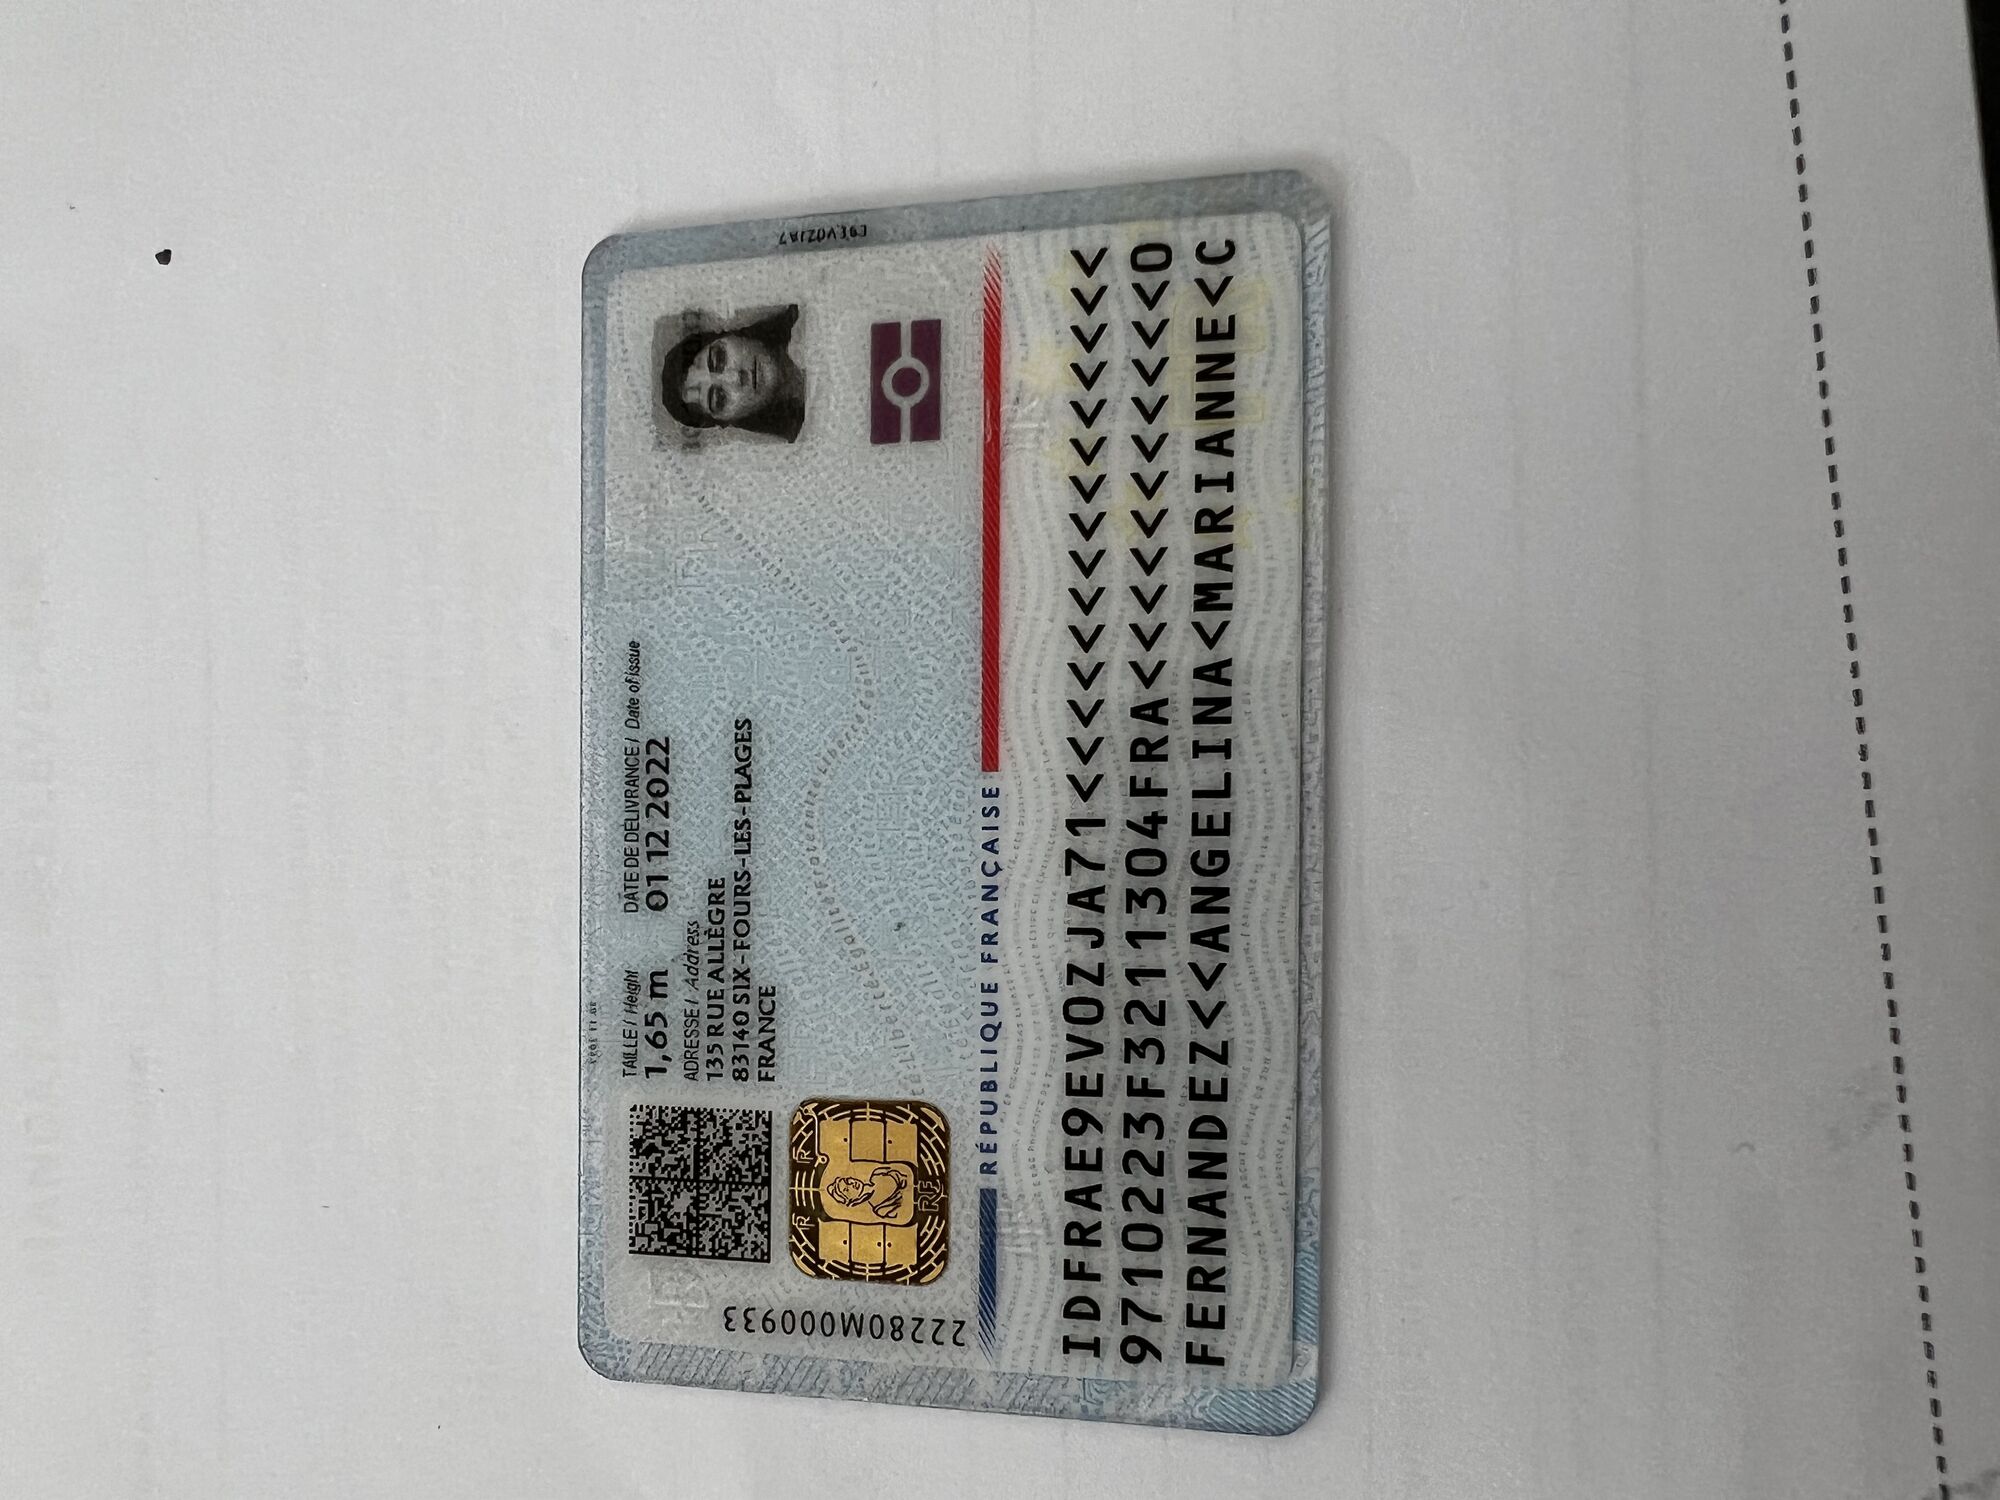 TAILLE / Height
DATE DE DÉLIVRANCE / Date of issue
1,65 m
01 12 2022
ADRESSE / Address
135 RUE ALLÈGRE
83140 SIX-FOURS-LES-PLAGES
FRANCE
22280M000933
RÉPUBLIQUE FRANÇAISE
IDFRAE9EVOZJA71<<<<<<<<<<<<<<<
9710223F3211304FRA<<<<<<<<<<<0
FERNANDEZ<<ANGELINA<MARIANNE<C